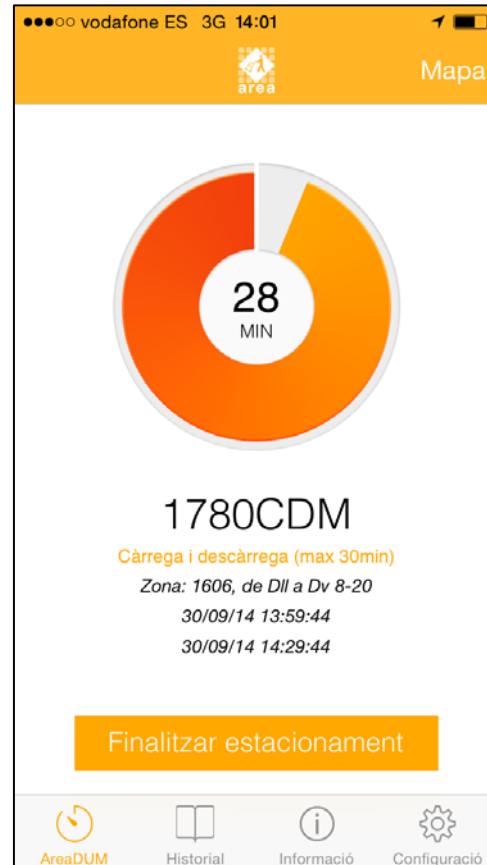 vodafone ES 3G 14:01
area
Mapa
28
MIN
1780CDM
Càrrega i descàrrega (max 30min)
Zona: 1606, de Dll a Dv 8-20
30/09/14 13:59:44
30/09/14 14:29:44
Finalitzar estacionament
AreaDUM Historial Informació Configuració